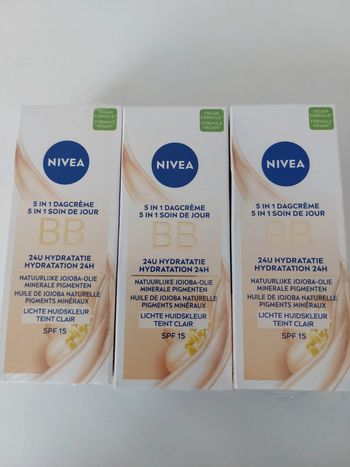 VEGAN
FORMULE*
FORMULE
VEGAN*
NIVEA
5 IN 1 DAGCRÈME
5 IN 1 SOIN DE JOUR
BB
24U HYDRATATIE
HYDRATATION 24H
NATUURLIJKE JOJOBA-OLIE
MINERALE PIGMENTEN
HUILE DE JOJOBA NATURELLE
PIGMENTS MINÉRAUX
LICHTE HUIDSKLEUR
TEINT CLAIR
SPF 15
VEGAN
FORMULE*
FORMULE
VEGAN*
NIVEA
5 IN 1 DAGCRÈME
5 IN 1 SOIN DE JOUR
BB
24U HYDRATATIE
HYDRATATION 24H
NATUURLIJKE JOJOBA-OLIE
MINERALE PIGMENTEN
HUILE DE JOJOBA NATURELLE
PIGMENTS MINÉRAUX
LICHTE HUIDSKLEUR
TEINT CLAIR
SPF 15
VEGAN
FORMULE*
FORMULE
VEGAN*
NIVEA
5 IN 1 DAGCRÈME
5 IN 1 SOIN DE JOUR
BB
24U HYDRATATIE
HYDRATATION 24H
NATUURLIJKE JOJOBA-OLIE
MINERALE PIGMENTEN
HUILE DE JOJOBA NATURELLE
PIGMENTS MINÉRAUX
LICHTE HUIDSKLEUR
TEINT CLAIR
SPF 15